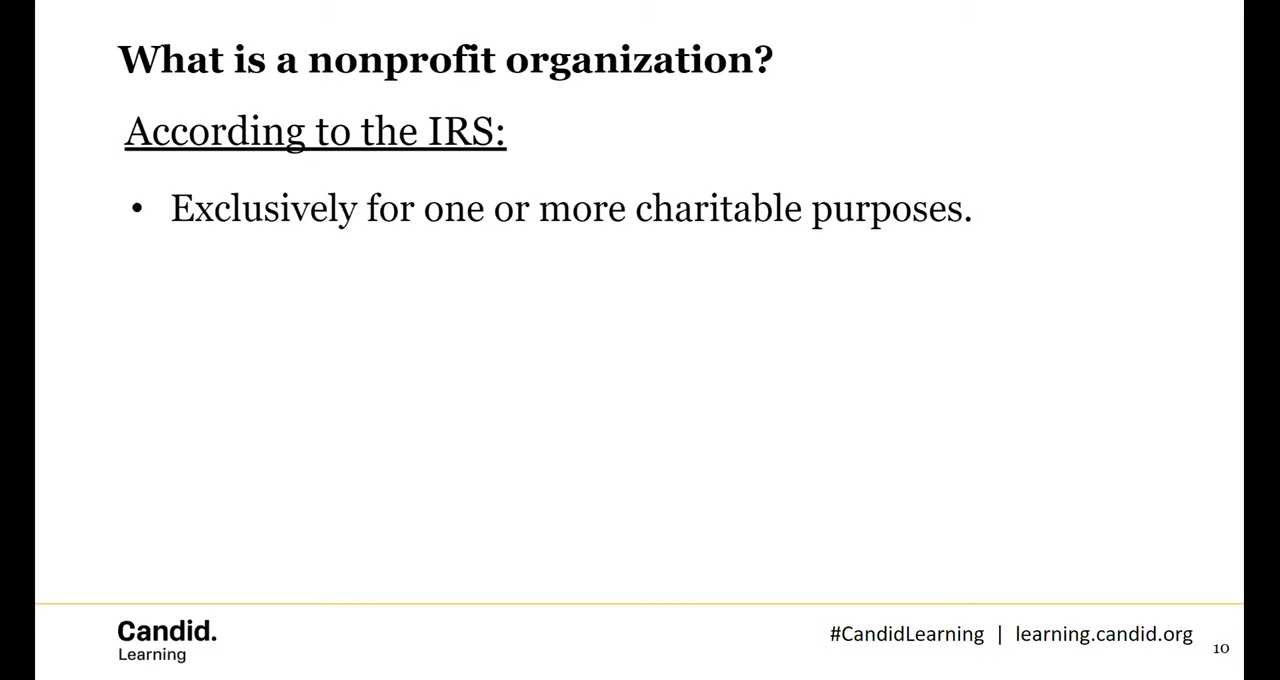 What is a nonprofit organization?
According to the IRS:
• Exclusively for one or more charitable purposes.
Candid.
Learning
#CandidLearning | learning.candid.org
10